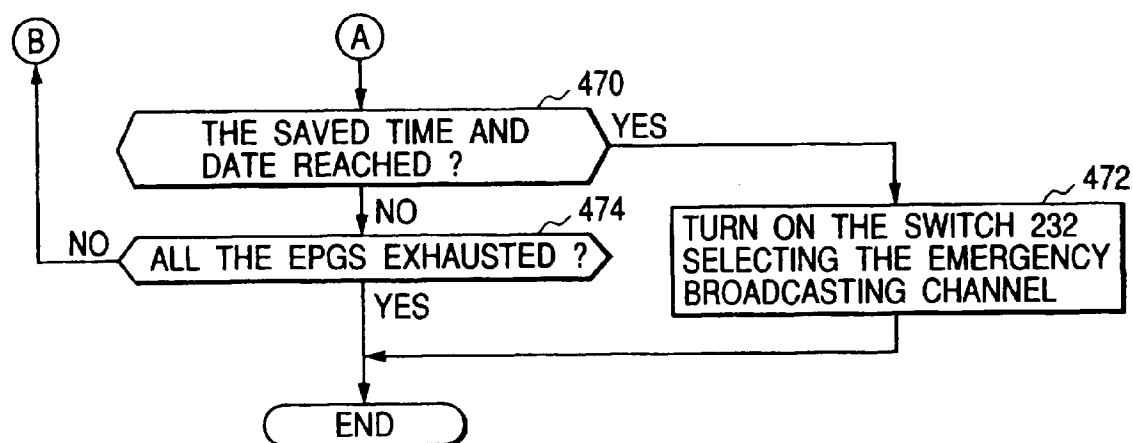 B
A
470
THE SAVED TIME AND
DATE REACHED ?
YES
472
NO
474
TURN ON THE SWITCH 232
SELECTING THE EMERGENCY
BROADCASTING CHANNEL
NO
ALL THE EPGS EXHAUSTED ?
YES
END